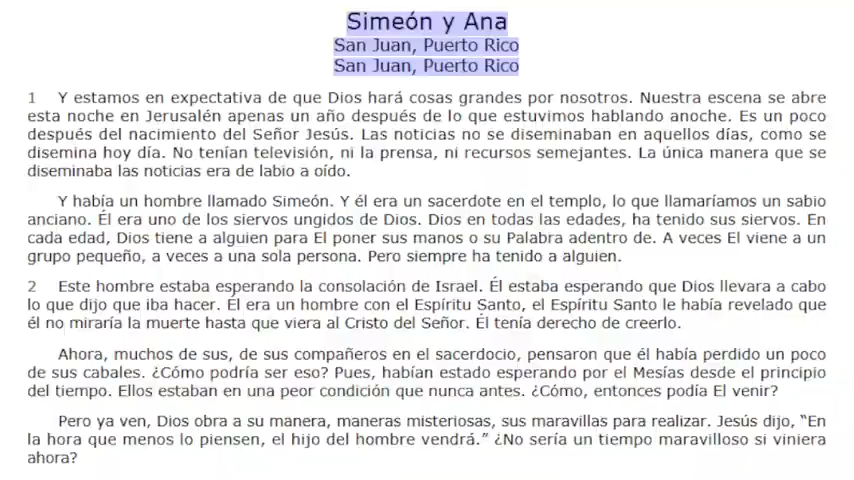 Simeón y Ana
San Juan, Puerto Rico
San Juan, Puerto Rico
1 Y estamos en expectativa de que Dios hará cosas grandes por nosotros. Nuestra escena se abre
esta noche en Jerusalén apenas un año después de lo que estuvimos hablando anoche. Es un poco
después del nacimiento del Señor Jesús. Las noticias no se diseminaban en aquellos días, como se
disemina hoy día. No tenían televisión, ni la prensa, ni recursos semejantes. La única manera que se
diseminaba las noticias era de labio a oído.
Y había un hombre llamado Simeón. Y él era un sacerdote en el templo, lo que llamaríamos un sabio
anciano. Él era uno de los siervos ungidos de Dios. Dios en todas las edades, ha tenido sus siervos. En
cada edad, Dios tiene a alguien para El poner sus manos o su Palabra adentro de. A veces El viene a un
grupo pequeño, a veces a una sola persona. Pero siempre ha tenido a alguien.
2 Este hombre estaba esperando la consolación de Israel. Él estaba esperando que Dios llevara a cabo
lo que dijo que iba hacer. Él era un hombre con el Espíritu Santo, el Espíritu Santo le había revelado que
él no miraría la muerte hasta que viera al Cristo del Señor. Él tenía derecho de creerlo.
Ahora, muchos de sus, de sus compañeros en el sacerdocio, pensaron que él había perdido un poco
de sus cabales. ¿Cómo podría ser eso? Pues, habían estado esperando por el Mesías desde el principio
del tiempo. Ellos estaban en una peor condición que nunca antes. ¿Cómo, entonces podía El venir?
Pero ya ven, Dios obra a su manera, maneras misteriosas, sus maravillas para realizar. Jesús dijo, “En
la hora que menos lo piensen, el hijo del hombre vendrá.” ¿No sería un tiempo maravilloso si viniera
ahora?